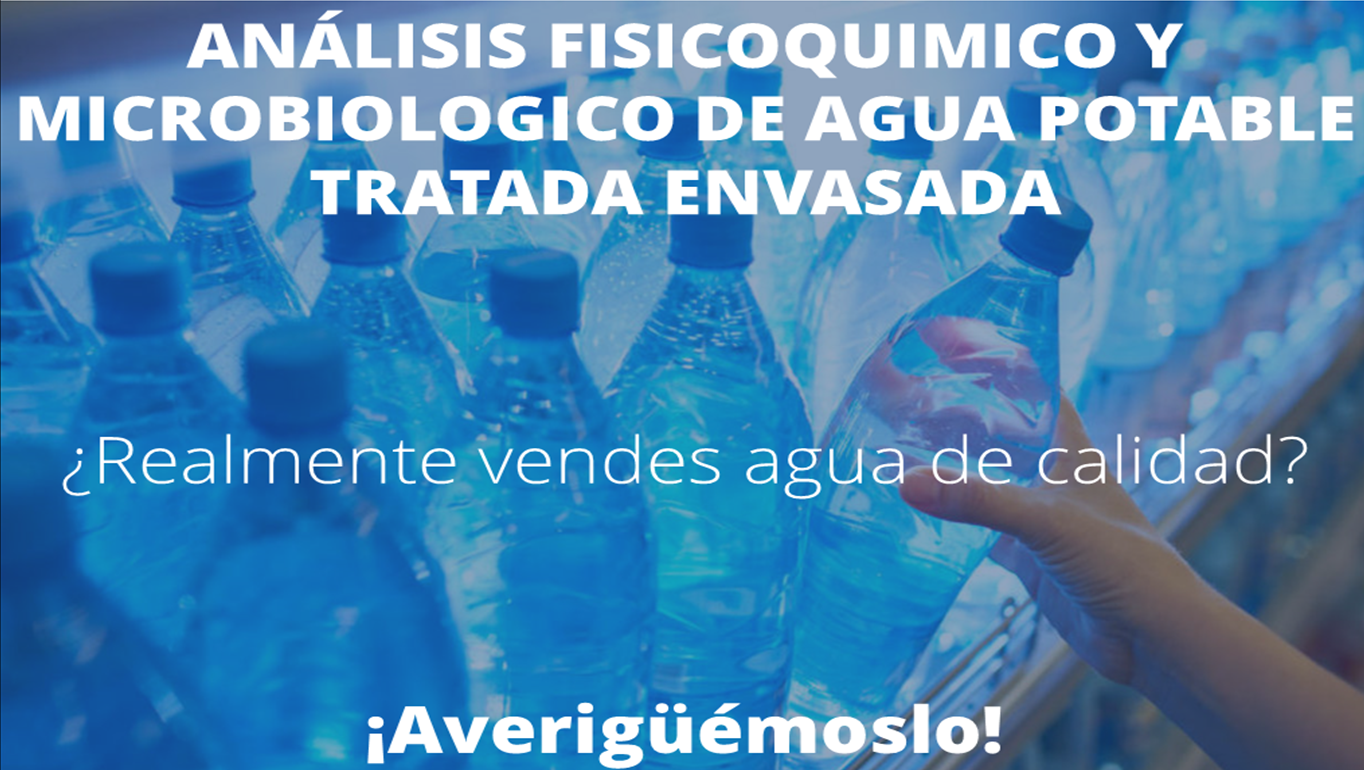 ANÁLISIS FISICOQUIMICO Y
MICROBIOLOGICO DE AGUA POTABLE
TRATADA ENVASADA
¿Realmente vendes agua de calidad?
¡Averigüémoslo!